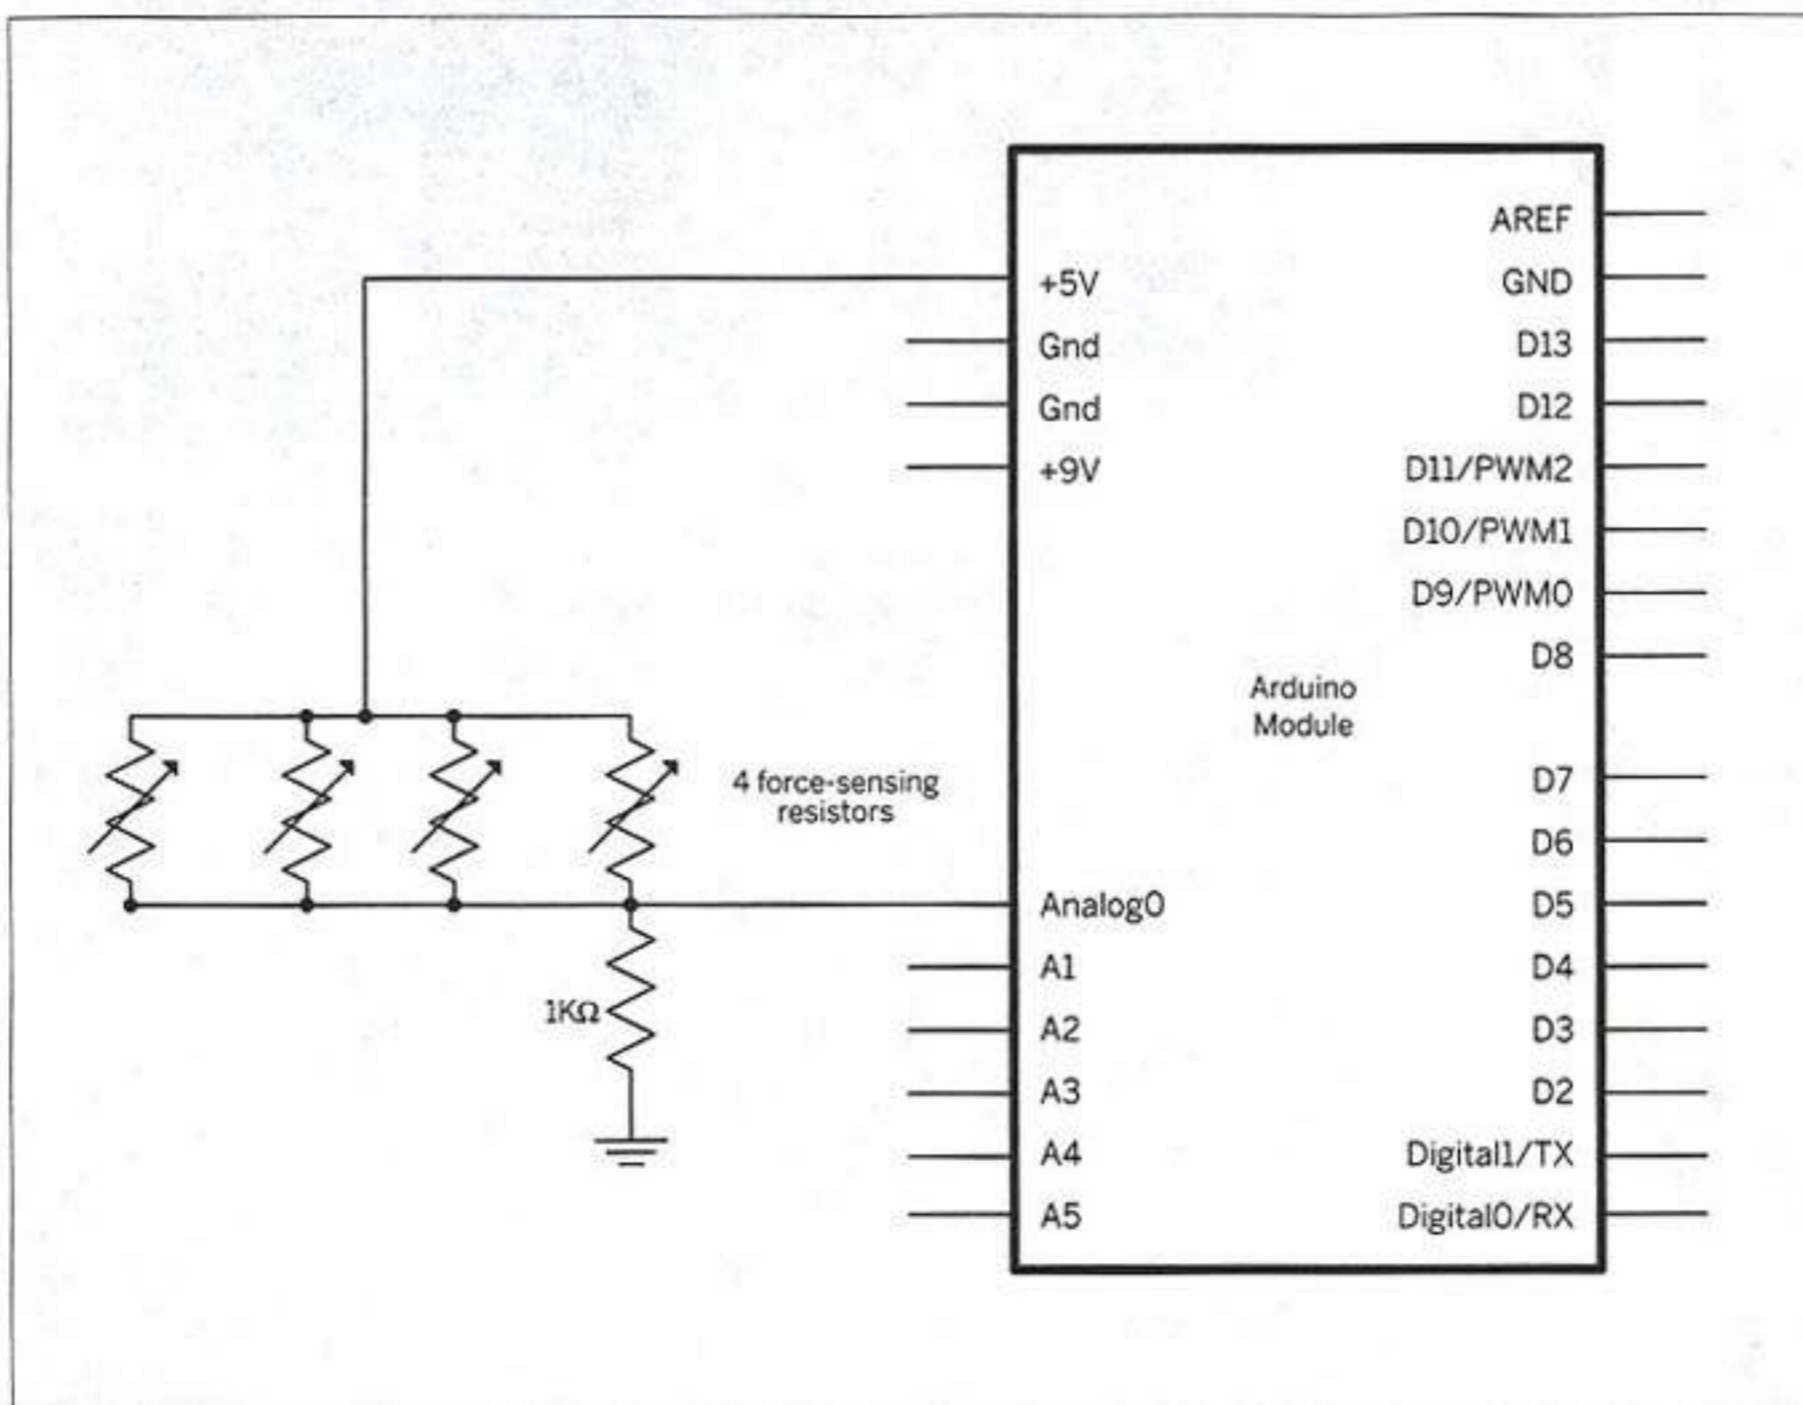 +5V
Gnd
Gnd
+9V
Analog0
A1
A2
A3
A4
A5
AREF
GND
D13
D12
D11/PWM2
D10/PWM1
D9/PWM0
D8
Arduino
Module
D7
D6
D5
D4
D3
D2
Digital1/TX
Digital0/RX
4 force-sensing
resistors
1KΩ